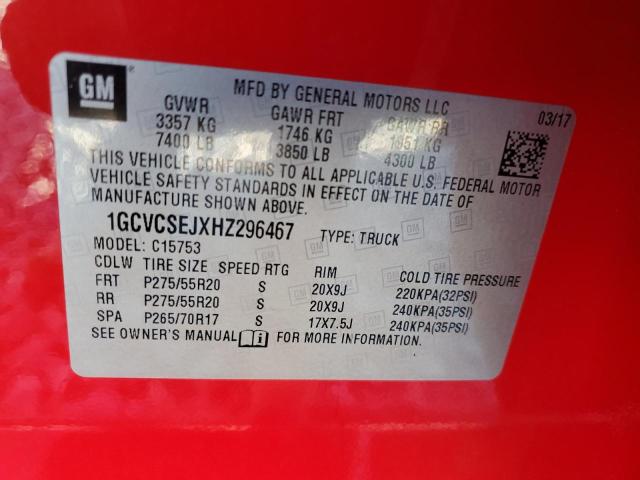 GM
MFD BY GENERAL MOTORS LLC
03/17
GVWR GAWR FRT GAWR RR
3357 KG 1746 KG 1951 KG
7400 LB 3850 LB 4300 LB
THIS VEHICLE CONFORMS TO ALL APPLICABLE U.S. FEDERAL MOTOR
VEHICLE SAFETY STANDARDS IN EFFECT ON THE DATE OF
MANUFACTURE SHOWN ABOVE.
1GCVCSEJXHZ296467 TYPE: TRUCK
MODEL: C15753
CDLW TIRE SIZE SPEED RTG RIM COLD TIRE PRESSURE
FRT P275/55R20 S 20X9J 220KPA(32PSI)
RR P275/55R20 S 20X9J 240KPA(35PSI)
SPA P265/70R17 S 17X7.5J 240KPA(35PSI)
SEE OWNER'S MANUAL FOR MORE INFORMATION.